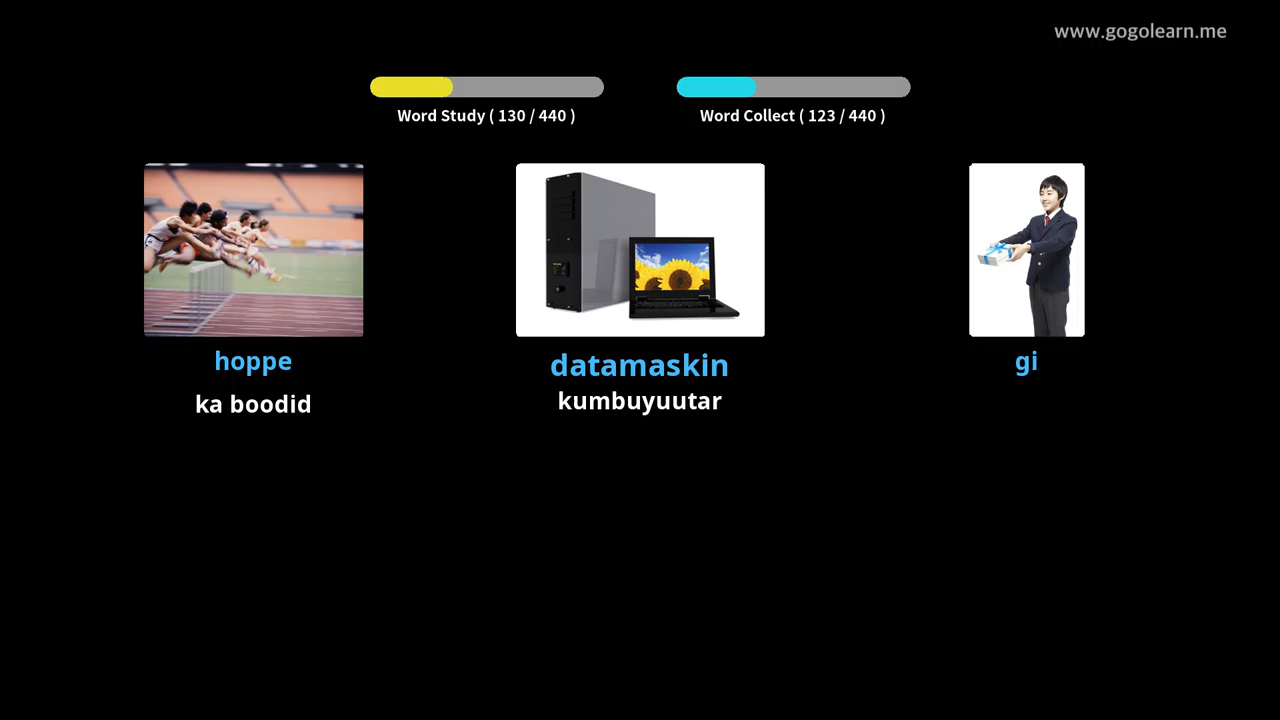 www.gogolearn.me
Word Study ( 130 / 440 )
Word Collect ( 123 / 440 )
hoppe
datamaskin
gi
ka boodid
kumbuyuutar